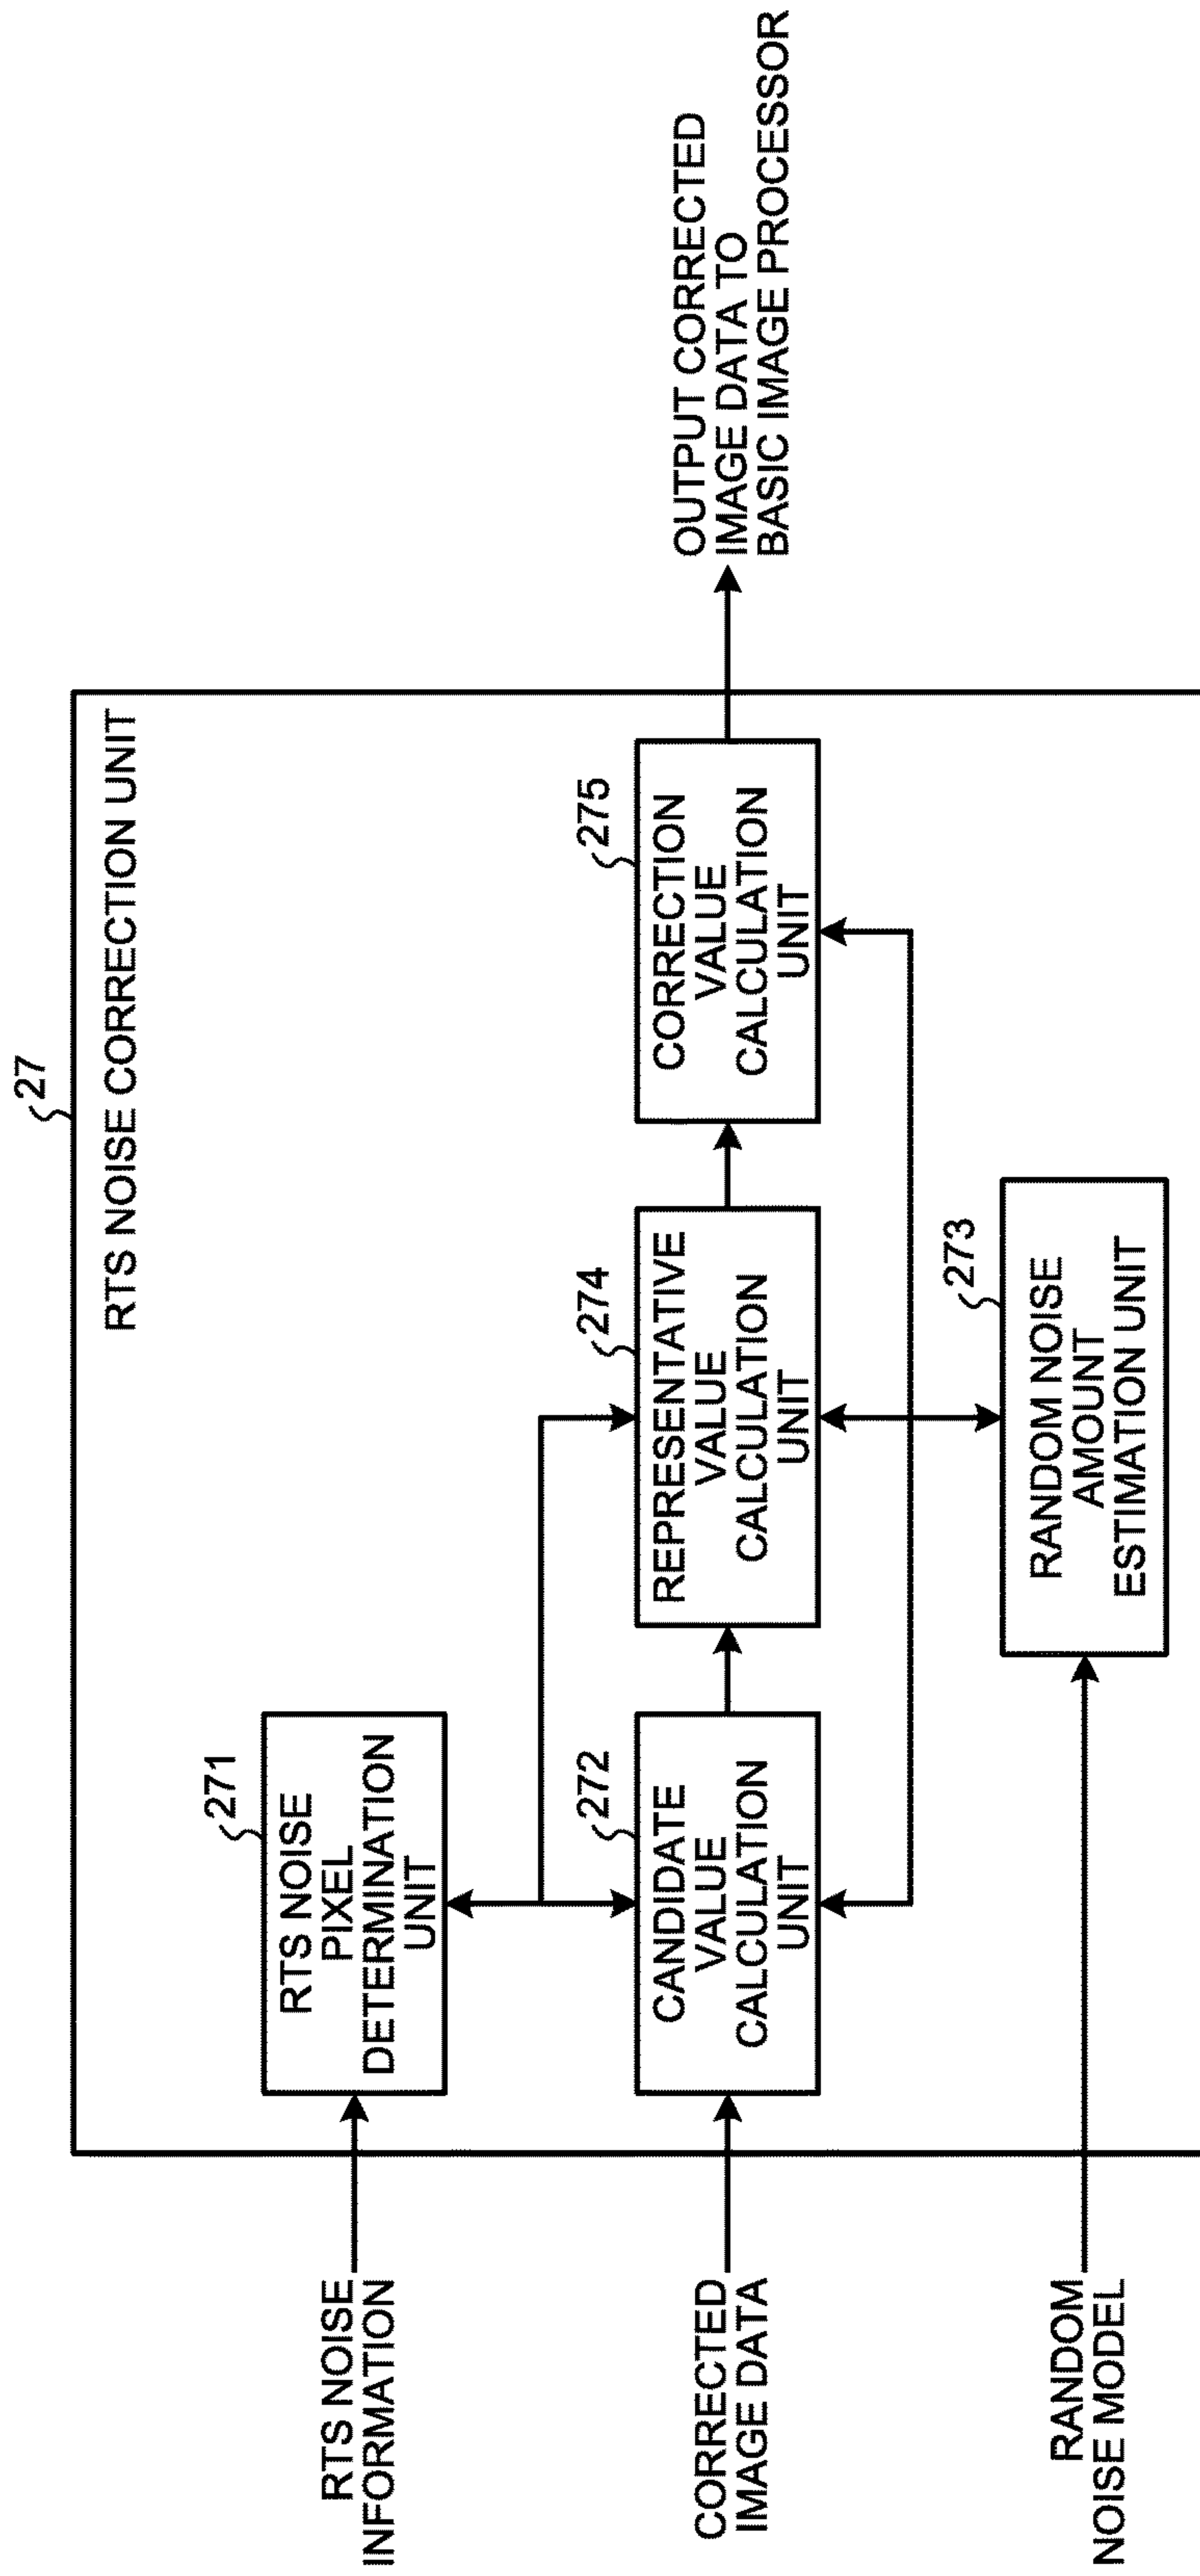 27
RTS NOISE CORRECTION UNIT
RTS NOISE
INFORMATION
271
RTS NOISE
PIXEL
DETERMINATION
UNIT
CORRECTED
IMAGE DATA
272
CANDIDATE
VALUE
CALCULATION
UNIT
274
REPRESENTATIVE
VALUE
CALCULATION
UNIT
275
CORRECTION
VALUE
CALCULATION
UNIT
OUTPUT CORRECTED
IMAGE DATA TO
BASIC IMAGE PROCESSOR
RANDOM
NOISE MODEL
273
RANDOM NOISE
AMOUNT
ESTIMATION UNIT